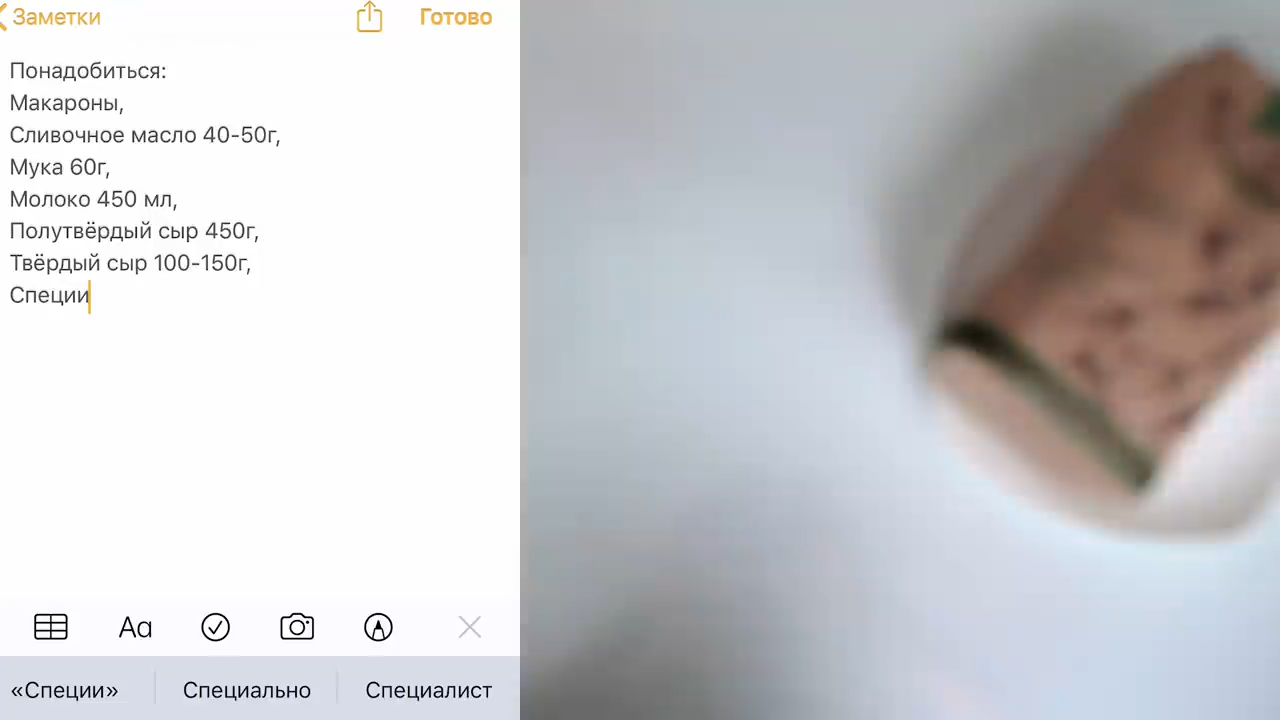 Заметки
Готово
Понадобиться:
Макароны,
Сливочное масло 40-50г,
Мука 60г,
Молоко 450 мл,
Полутвёрдый сыр 450г,
Твёрдый сыр 100-150г,
Специи
Aa
«Специи» Специально Специалист